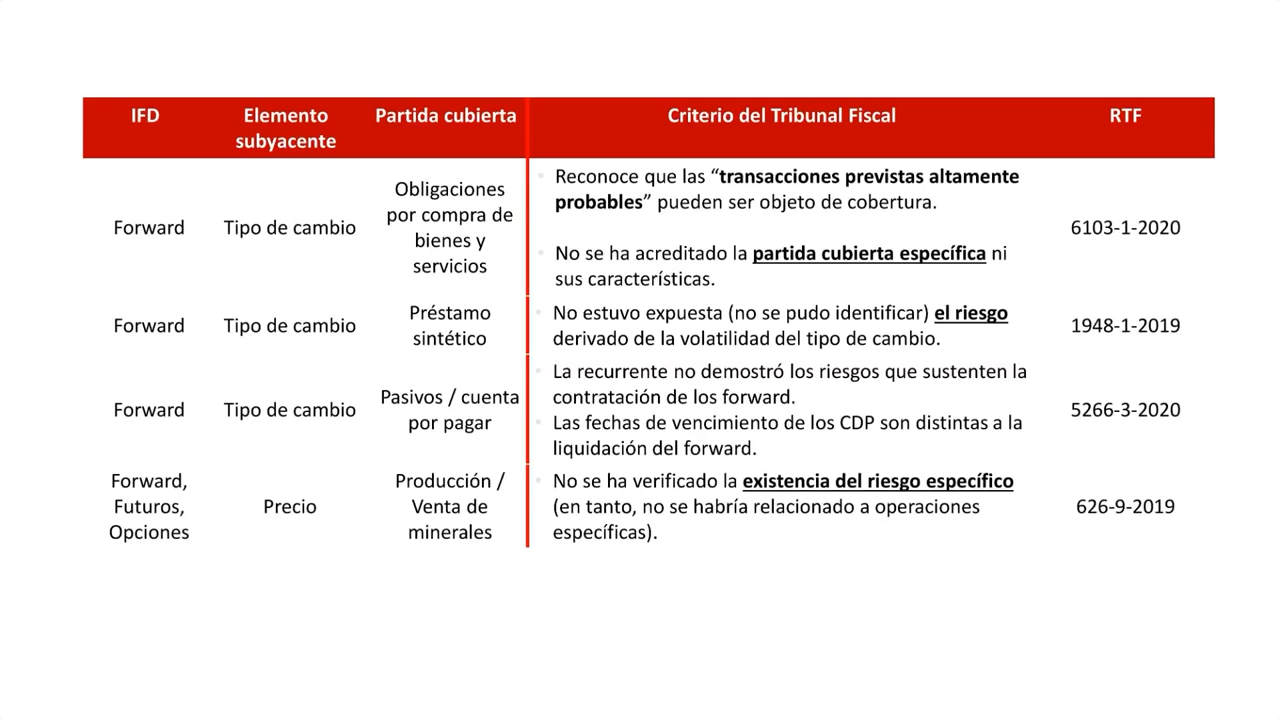 IFD
Elemento
subyacente
Partida cubierta
Criterio del Tribunal Fiscal
RTF
Forward
Tipo de cambio
Obligaciones
por compra de
bienes y
servicios
Reconoce que las “transacciones previstas altamente
probables” pueden ser objeto de cobertura.
No se ha acreditado la partida cubierta específica ni
sus características.
6103-1-2020
Forward
Tipo de cambio
Préstamo
sintético
No estuvo expuesta (no se pudo identificar) el riesgo
derivado de la volatilidad del tipo de cambio.
1948-1-2019
Forward
Tipo de cambio
Pasivos / cuenta
por pagar
La recurrente no demostró los riesgos que sustenten la
contratación de los forward.
Las fechas de vencimiento de los CDP son distintas a la
liquidación del forward.
5266-3-2020
Forward,
Futuros,
Opciones
Precio
Producción /
Venta de
minerales
No se ha verificado la existencia del riesgo específico
(en tanto, no se habría relacionado a operaciones
específicas).
626-9-2019